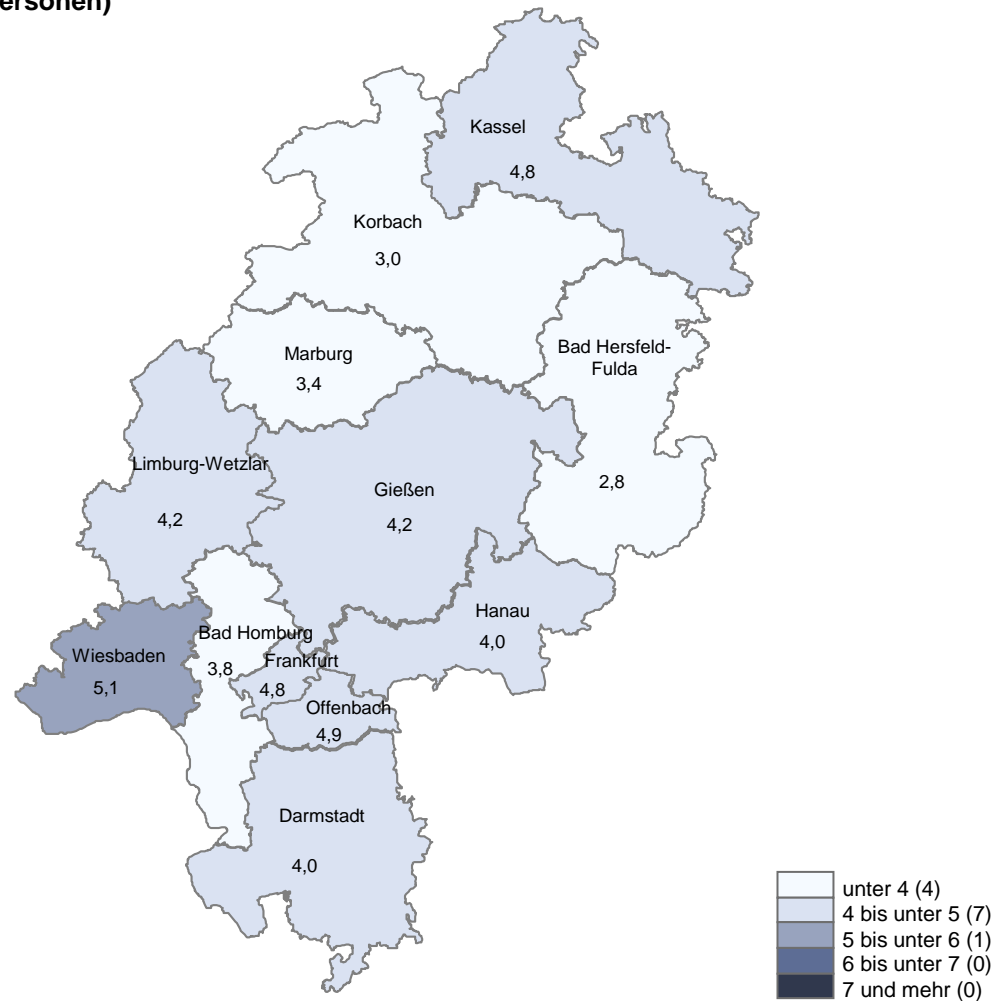 ersonen)
Kassel
4,8
Korbach
3,0
Marburg
3,4
Bad Hersfeld-
Fulda
2,8
Limburg-Wetzlar
4,2
Gießen
4,2
Hanau
4,0
Bad Homburg
3,8
Wiesbaden
5,1
Frankfurt
4,8
Offenbach
4,9
Darmstadt
4,0
unter 4 (4)
4 bis unter 5 (7)
5 bis unter 6 (1)
6 bis unter 7 (0)
7 und mehr (0)